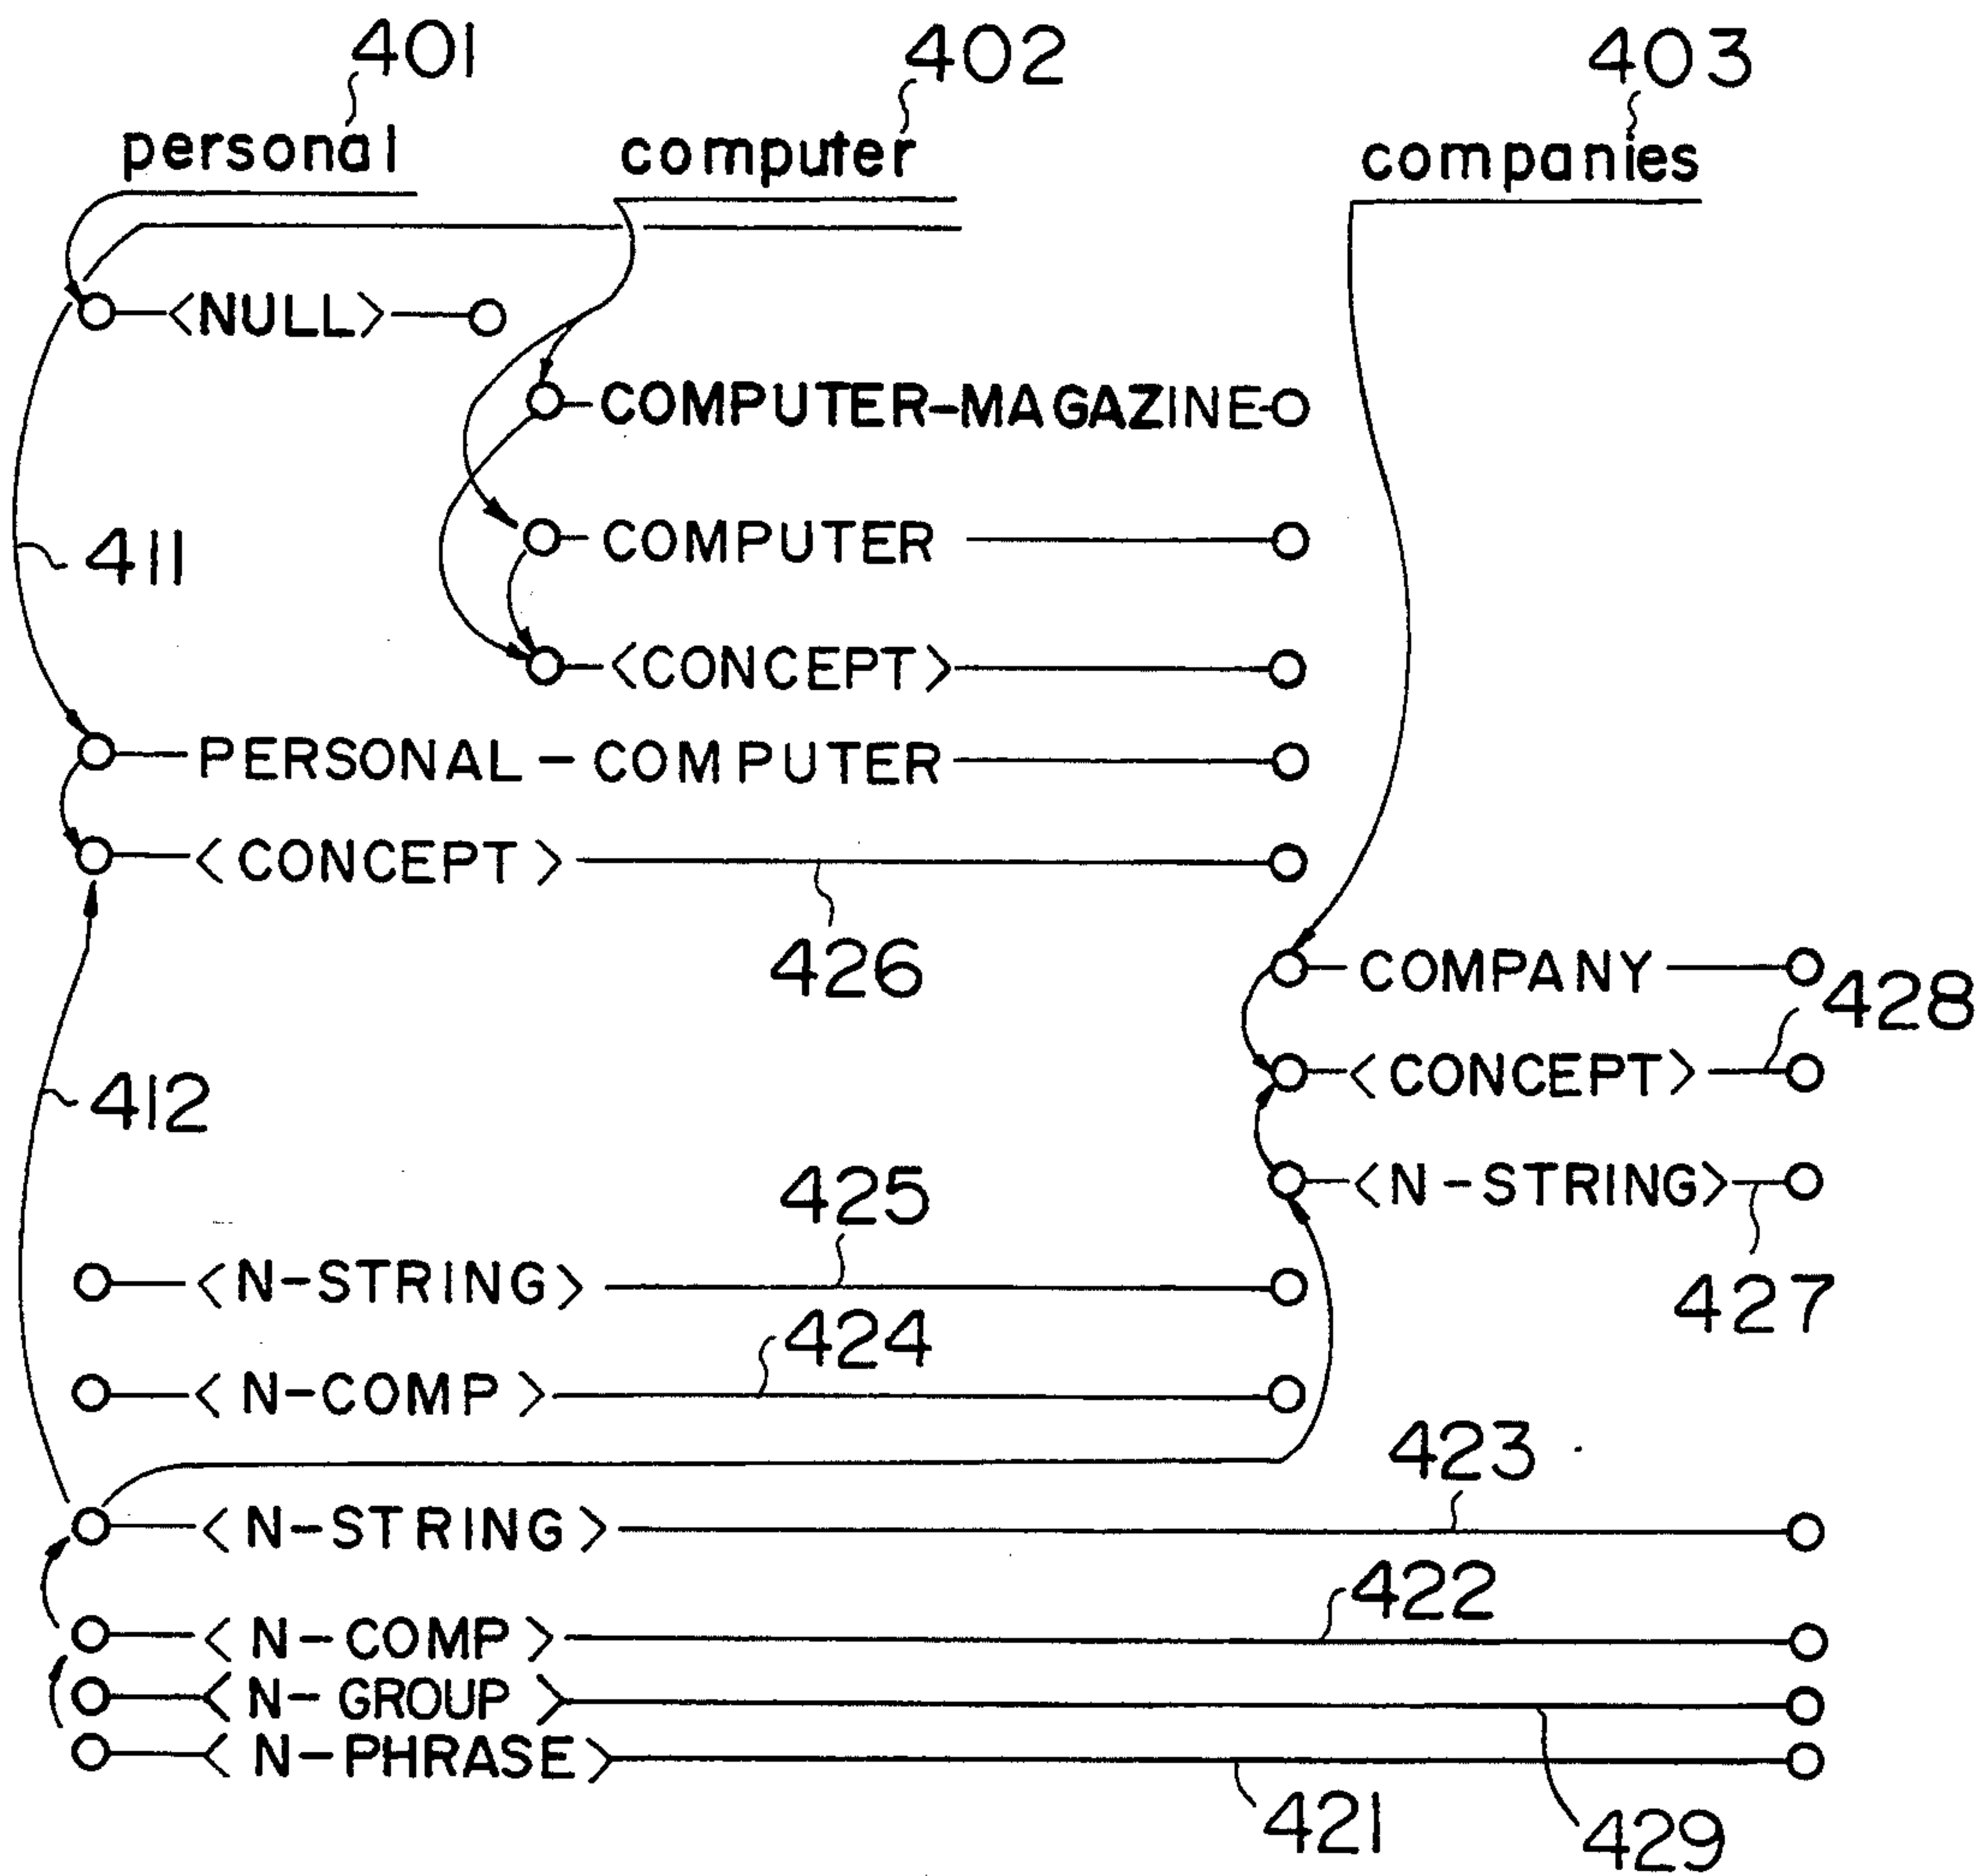 401 402 403
personal computer companies
<NULL>
COMPUTER-MAGAZINE
411 COMPUTER
<CONCEPT>
PERSONAL-COMPUTER
<CONCEPT>
426 COMPANY
428
<CONCEPT>
412
425 <N-STRING>
<N-STRING> 427
424
<N-COMP>
423
<N-STRING>
422
<N-COMP>
<N-GROUP>
<N-PHRASE>
421 429